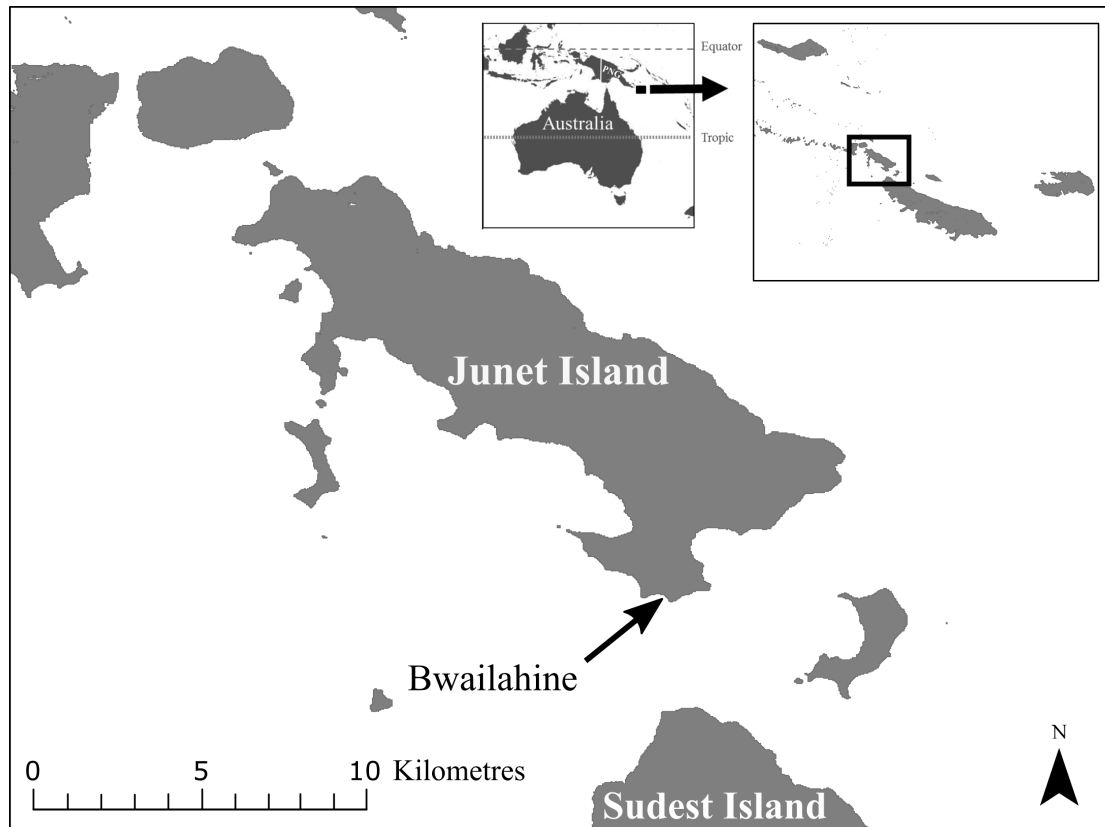 Equator
PNG
Australia
Tropic
Junet Island
Bwailahine
0 5 10 Kilometres
Sudest Island
N